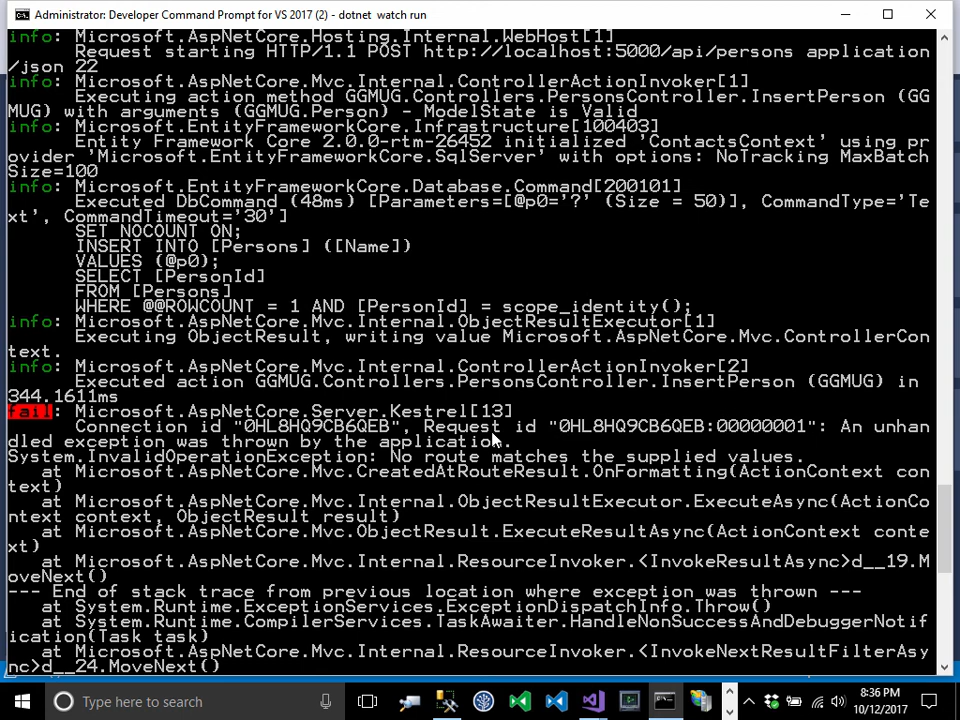 Administrator: Developer Command Prompt for VS 2017 (2) - dotnet  watch run
info: Microsoft.AspNetCore.Hosting.Internal.WebHost[1]
      Request starting HTTP/1.1 POST http://localhost:5000/api/persons application
/json 22
info: Microsoft.AspNetCore.Mvc.Internal.ControllerActionInvoker[1]
      Executing action method GGMUG.Controllers.PersonsController.InsertPerson (GG
MUG) with arguments (GGMUG.Person) - ModelState is Valid
info: Microsoft.EntityFrameworkCore.Infrastructure[100403]
      Entity Framework Core 2.0.0-rtm-26452 initialized 'ContactsContext' using pr
ovider 'Microsoft.EntityFrameworkCore.SqlServer' with options: NoTracking MaxBatch
Size=100
info: Microsoft.EntityFrameworkCore.Database.Command[200101]
      Executed DbCommand (48ms) [Parameters=[@p0='?' (Size = 50)], CommandType='Te
xt', CommandTimeout='30']
      SET NOCOUNT ON;
      INSERT INTO [Persons] ([Name])
      VALUES (@p0);
      SELECT [PersonId]
      FROM [Persons]
      WHERE @@ROWCOUNT = 1 AND [PersonId] = scope_identity();
info: Microsoft.AspNetCore.Mvc.Internal.ObjectResultExecutor[1]
      Executing ObjectResult, writing value Microsoft.AspNetCore.Mvc.ControllerCon
text.
info: Microsoft.AspNetCore.Mvc.Internal.ControllerActionInvoker[2]
      Executed action GGMUG.Controllers.PersonsController.InsertPerson (GGMUG) in
344.1611ms
fail: Microsoft.AspNetCore.Server.Kestrel[13]
      Connection id "0HL8HQ9CB6QEB", Request id "0HL8HQ9CB6QEB:00000001": An unhan
dled exception was thrown by the application.
System.InvalidOperationException: No route matches the supplied values.
   at Microsoft.AspNetCore.Mvc.CreatedAtRouteResult.OnFormatting(ActionContext con
text)
   at Microsoft.AspNetCore.Mvc.Internal.ObjectResultExecutor.ExecuteAsync(ActionCo
ntext context, ObjectResult result)
   at Microsoft.AspNetCore.Mvc.ObjectResult.ExecuteResultAsync(ActionContext conte
xt)
   at Microsoft.AspNetCore.Mvc.Internal.ResourceInvoker.<InvokeResultAsync>d__19.M
oveNext()
--- End of stack trace from previous location where exception was thrown ---
   at System.Runtime.ExceptionServices.ExceptionDispatchInfo.Throw()
   at System.Runtime.CompilerServices.TaskAwaiter.HandleNonSuccessAndDebuggerNotif
ication(Task task)
   at Microsoft.AspNetCore.Mvc.Internal.ResourceInvoker.<InvokeNextResultFilterAsy
nc>d__24.MoveNext()
Type here to search
8:36 PM
10/12/2017